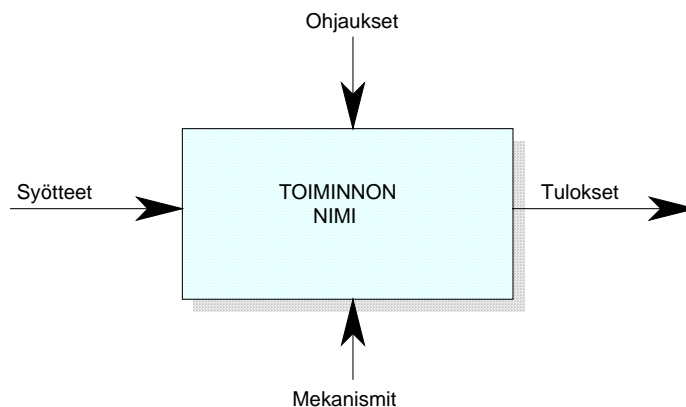 Ohjaukset
Syötteet
TOIMINNON
NIMI
Tulokset
Mekanismit